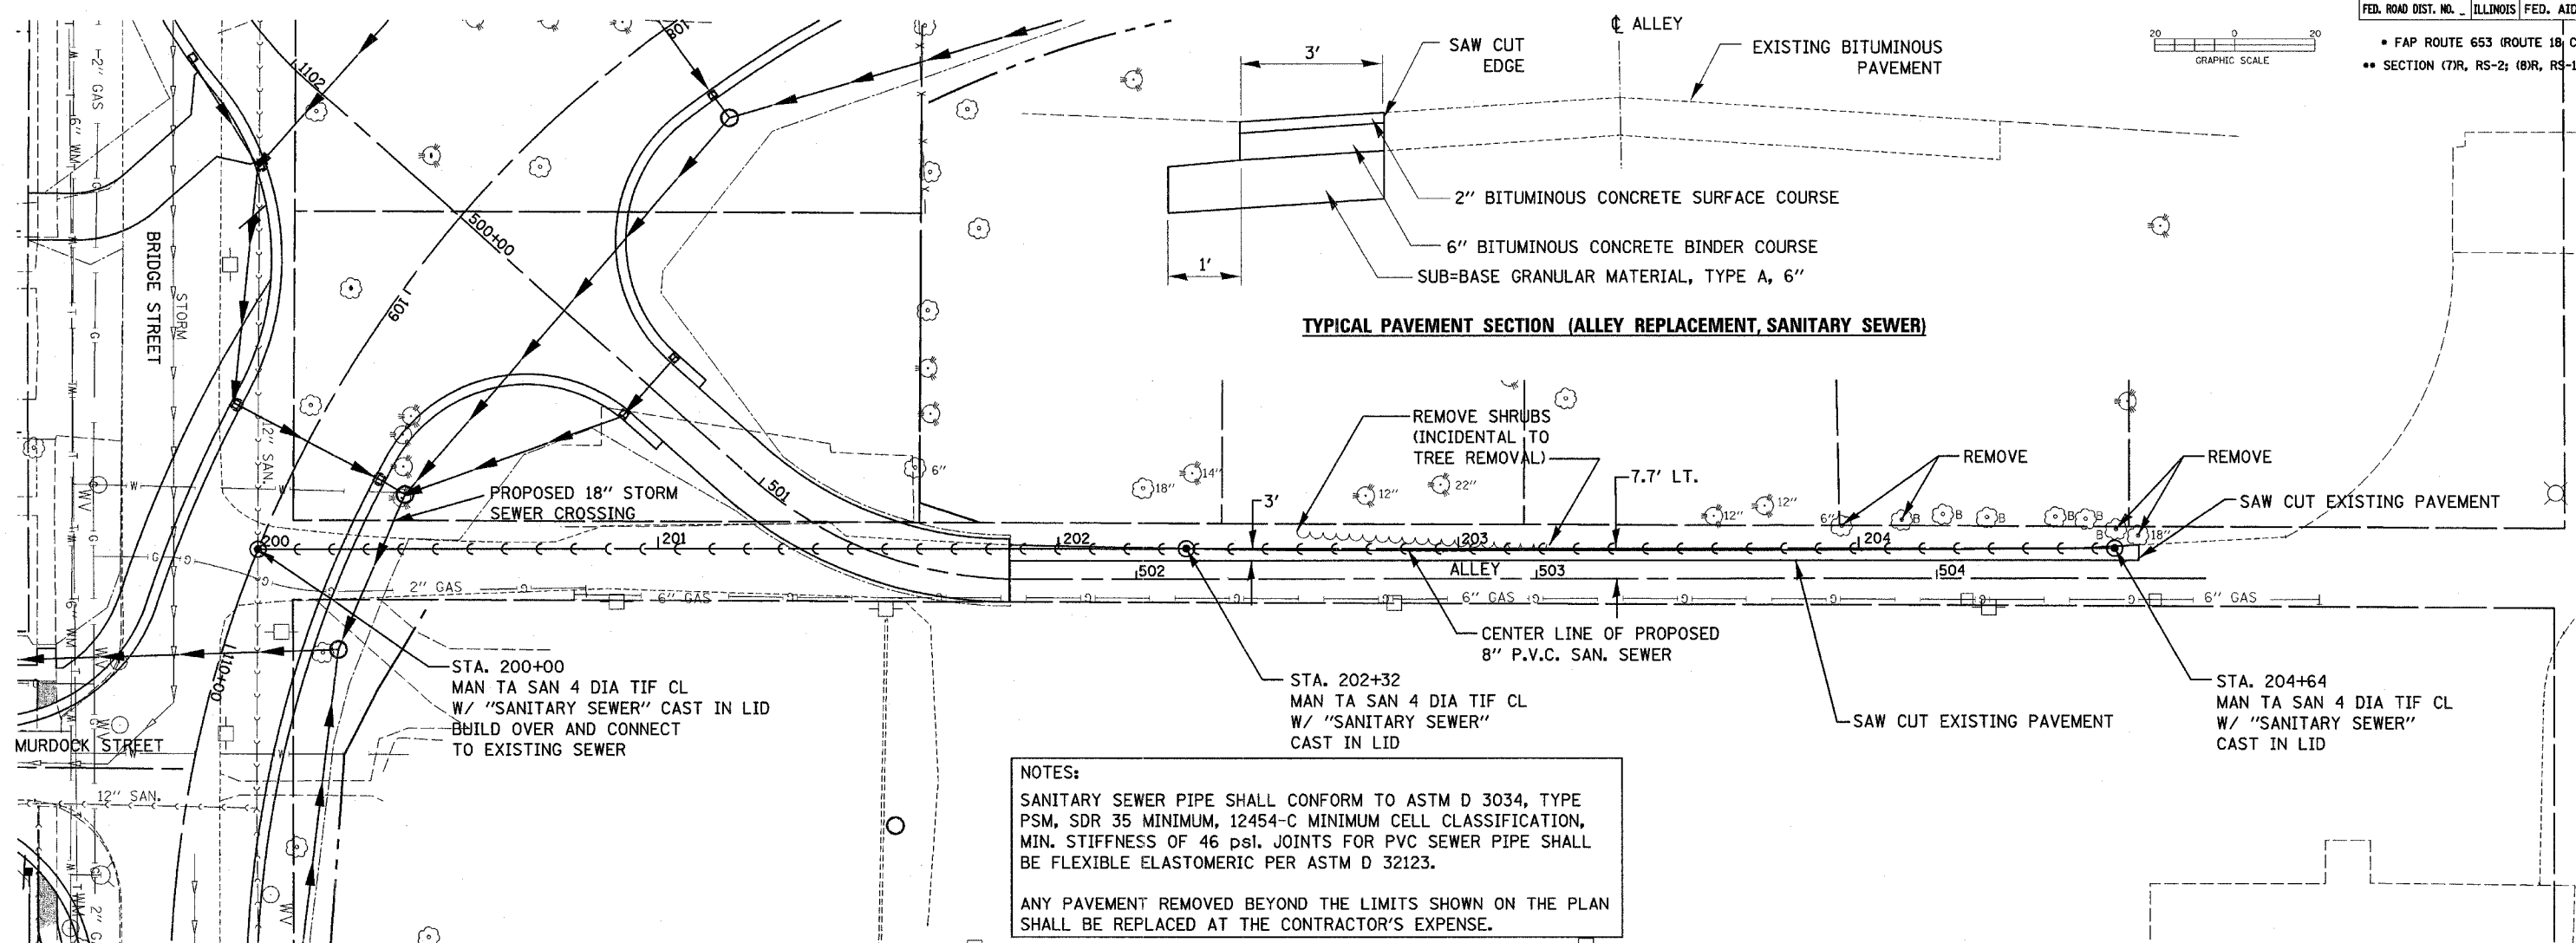 FED. ROAD DIST. NO. _ ILLINOIS FED. AID
• FAP ROUTE 653 (ROUTE 18
•• SECTION (7)R, RS-2; (8)R, RS-1
20 0 20
GRAPHIC SCALE
℄ ALLEY
SAW CUT
EDGE
EXISTING BITUMINOUS
PAVEMENT
3'
1'
2" BITUMINOUS CONCRETE SURFACE COURSE
6" BITUMINOUS CONCRETE BINDER COURSE
SUB=BASE GRANULAR MATERIAL, TYPE A, 6"
TYPICAL PAVEMENT SECTION (ALLEY REPLACEMENT, SANITARY SEWER)
2" GAS
6" WM
1102
108
500+00
109
BRIDGE STREET
STORM
12" SAN.
PROPOSED 18" STORM
SEWER CROSSING
501
6"
18"
14"
REMOVE SHRUBS
(INCIDENTAL TO
TREE REMOVAL)
12"
22"
7.7' LT.
3'
12"
12"
6"
REMOVE
REMOVE
B
B
B
B
B
18"
SAW CUT EXISTING PAVEMENT
200
201
202
203
204
502
ALLEY
503
504
2" GAS
6" GAS
6" GAS
6" GAS
110+00
STA. 200+00
MAN TA SAN 4 DIA TIF CL
W/ "SANITARY SEWER" CAST IN LID
BUILD OVER AND CONNECT
TO EXISTING SEWER
CENTER LINE OF PROPOSED
8" P.V.C. SAN. SEWER
STA. 202+32
MAN TA SAN 4 DIA TIF CL
W/ "SANITARY SEWER"
CAST IN LID
SAW CUT EXISTING PAVEMENT
STA. 204+64
MAN TA SAN 4 DIA TIF CL
W/ "SANITARY SEWER"
CAST IN LID
MURDOCK STREET
12" SAN.
WV
2" G
NOTES:
SANITARY SEWER PIPE SHALL CONFORM TO ASTM D 3034, TYPE
PSM, SDR 35 MINIMUM, 12454-C MINIMUM CELL CLASSIFICATION,
MIN. STIFFNESS OF 46 psi. JOINTS FOR PVC SEWER PIPE SHALL
BE FLEXIBLE ELASTOMERIC PER ASTM D 32123.
ANY PAVEMENT REMOVED BEYOND THE LIMITS SHOWN ON THE PLAN
SHALL BE REPLACED AT THE CONTRACTOR'S EXPENSE.